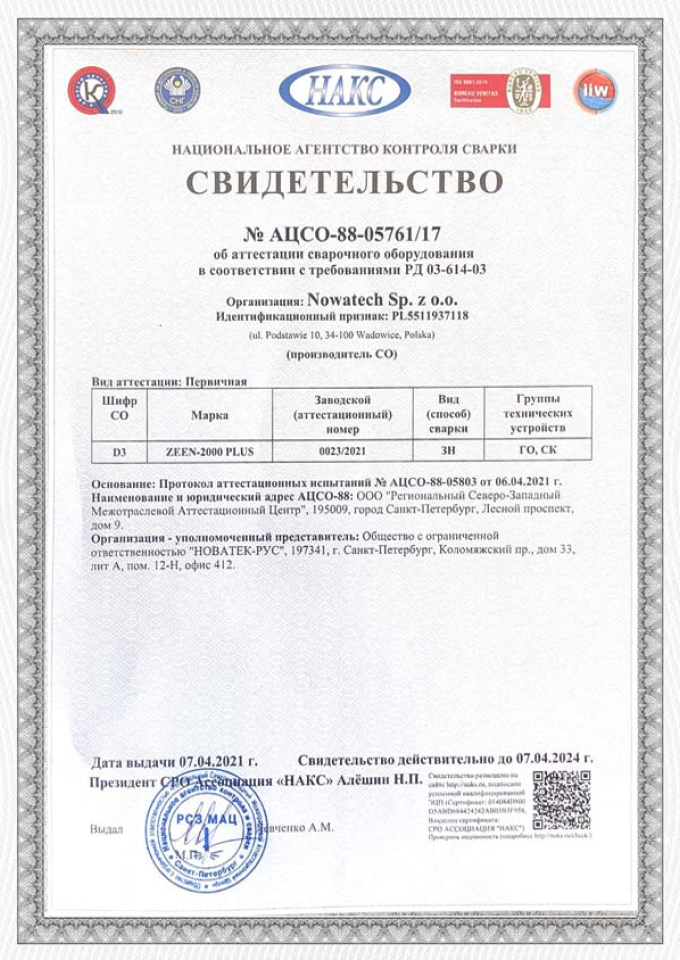 К
СНГ
НАКС
ISO 9001:2015
BUREAU VERITAS
Certification
iiw
НАЦИОНАЛЬНОЕ АГЕНТСТВО КОНТРОЛЯ СВАРКИ
СВИДЕТЕЛЬСТВО
№ АЦСО-88-05761/17
об аттестации сварочного оборудования
в соответствии с требованиями РД 03-614-03
Организация: Nowatech Sp. z o.o.
Идентификационный признак: PL5511937118
(ul. Podstawie 10, 34-100 Wadowice, Polska)
(производитель СО)
Вид аттестации: Первичная
Шифр СО
Марка
Заводской (аттестационный) номер
Вид (способ) сварки
Группы технических устройств
D3
ZEEN-2000 PLUS
0023/2021
ЗН
ГО, СК
Основание: Протокол аттестационных испытаний № АЦСО-88-05803 от 06.04.2021 г.
Наименование и юридический адрес АЦСО-88: ООО "Региональный Северо-Западный
Межотраслевой Аттестационный Центр", 195009, город Санкт-Петербург, Лесной проспект,
дом 9.
Организация - уполномоченный представитель: Общество с ограниченной
ответственностью "НОВАТЕК-РУС", 197341, г. Санкт-Петербург, Коломяжский пр., дом 33,
лит А, пом. 12-Н, офис 412.
Дата выдачи 07.04.2021 г.
Свидетельство действительно до 07.04.2024 г.
Президент СРО Ассоциация «НАКС» Алёшин Н.П.
Свидетельство размещено на
сайте http://naks.ru, подписано
усиленной квалифицированной
Владелец сертификата:
СРО АССОЦИАЦИЯ "НАКС")
Проверить подлинность (подробнее http://naks.ru/check/)
Выдал
евченко А.М.
РСЗ МАЦ
М.П.
Санкт-Петербург